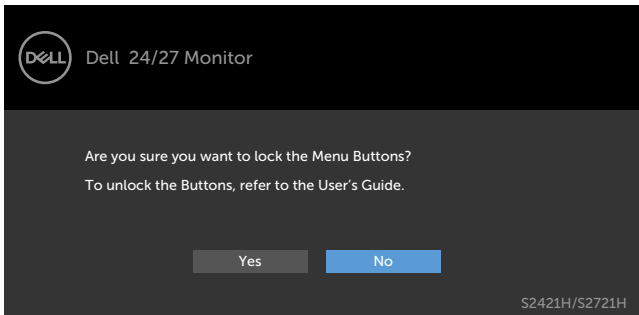 DELL
Dell 24/27 Monitor
Are you sure you want to lock the Menu Buttons?
To unlock the Buttons, refer to the User's Guide.
Yes No
S2421H/S2721H